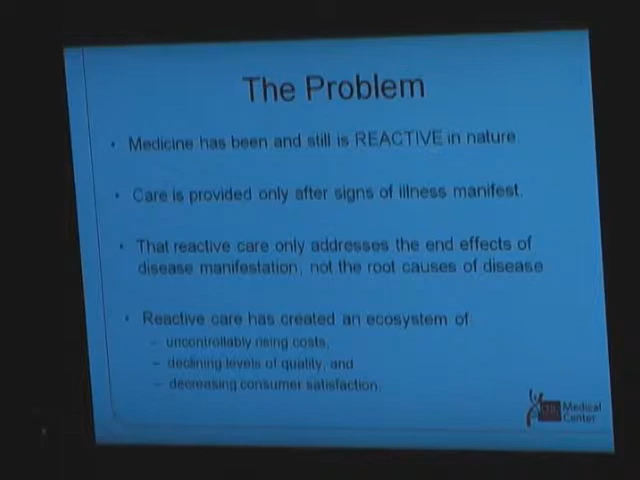 The Problem
• Medicine has been and still is REACTIVE in nature.
• Care is provided only after signs of illness manifest.
• That reactive care only addresses the end effects of
disease manifestation, not the root causes of disease
• Reactive care has created an ecosystem of
– uncontrollably rising costs,
– declining levels of quality, and
– decreasing consumer satisfaction.
Medical
Center